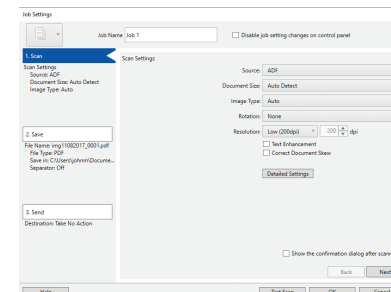 Job Settings
Job Name Job 1
Disable job setting changes on control panel
1. Scan
Scan Settings
Source: ADF
Document Size: Auto Detect
Image Type: Auto
2. Save
File Name: img11082017_0001.pdf
File Type: PDF
Save in: C:\Users\johnm\Docume...
Separator: Off
3. Send
Destination: Take No Action
Scan Settings
Source: ADF
Document Size: Auto Detect
Image Type: Auto
Rotation: None
Resolution: Low (200dpi) 200 dpi
Text Enhancement
Correct Document Skew
Detailed Settings
Show the confirmation dialog after scann
Back Next
Help Test Scan OK Cancel